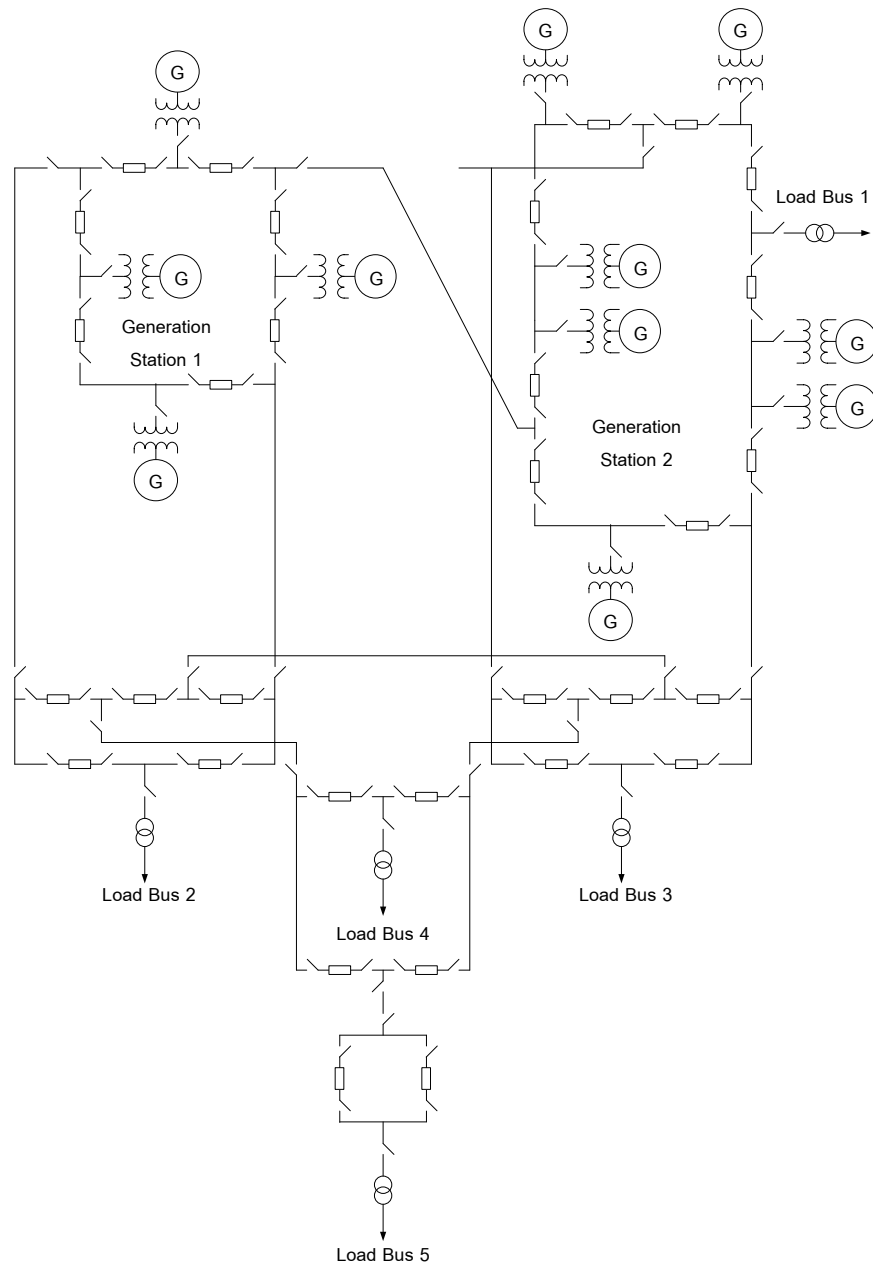 G
G
G
Load Bus 1
G
G
G
G
Generation
Station 1
G
G
G
Generation
Station 2
G
G
Load Bus 2
Load Bus 3
Load Bus 4
Load Bus 5